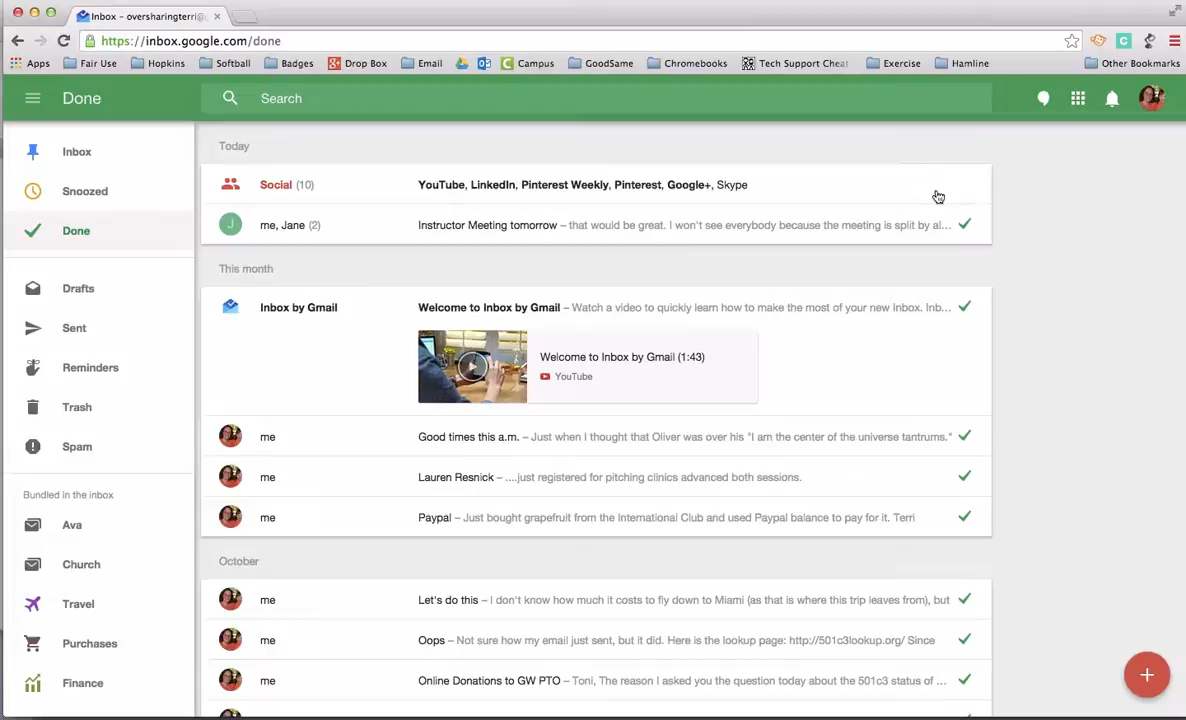 Inbox – oversharingterri@
https://inbox.google.com/done
Apps Fair Use Hopkins Softball Badges Drop Box Email Campus GoodSame Chromebooks Tech Support Cheat Exercise Hamline Other Bookmarks
Done Search
Inbox
Snoozed
Done
Drafts
Sent
Reminders
Trash
Spam
Bundled in the inbox
Ava
Church
Travel
Purchases
Finance
Today
Social (10) YouTube, LinkedIn, Pinterest Weekly, Pinterest, Google+, Skype
J me, Jane (2) Instructor Meeting tomorrow – that would be great. I won't see everybody because the meeting is split by al...
This month
Inbox by Gmail Welcome to Inbox by Gmail – Watch a video to quickly learn how to make the most of your new Inbox. Inb...
Welcome to Inbox by Gmail (1:43)
YouTube
me Good times this a.m. – Just when I thought that Oliver was over his "I am the center of the universe tantrums."
me Lauren Resnick – ....just registered for pitching clinics advanced both sessions.
me Paypal – Just bought grapefruit from the International Club and used Paypal balance to pay for it. Terri
October
me Let's do this – I don't know how much it costs to fly down to Miami (as that is where this trip leaves from), but
me Oops – Not sure how my email just sent, but it did. Here is the lookup page: http://501c3lookup.org/ Since
me Online Donations to GW PTO – Toni, The reason I asked you the question today about the 501c3 status of ...